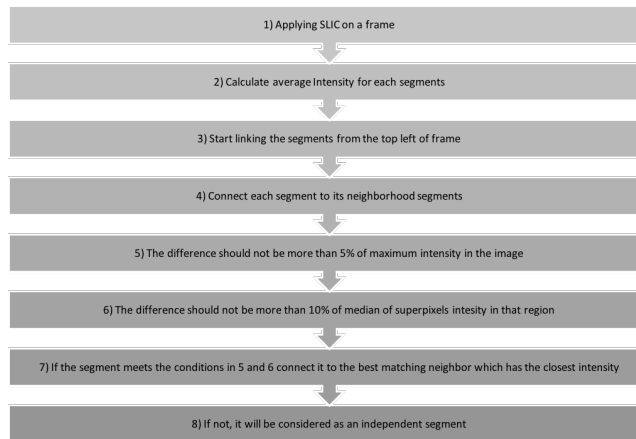 1) Applying SLIC on a frame
2) Calculate average Intensity for each segments
3) Start linking the segments from the top left of frame
4) Connect each segment to its neighborhood segments
5) The difference should not be more than 5% of maximum intensity in the image
6) The difference should not be more than 10% of median of superpixels intesity in that region
7) If the segment meets the conditions in 5 and 6 connect it to the best matching neighbor which has the closest intensity
8) If not, it will be considered as an independent segment